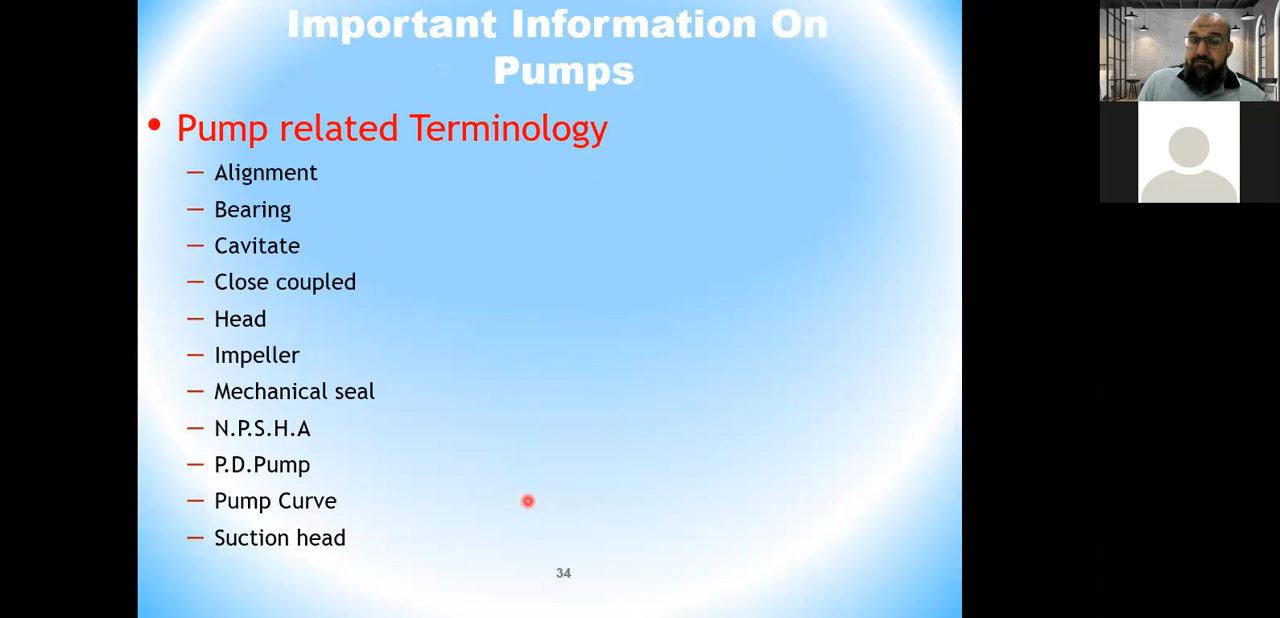 Important Information On
Pumps
• Pump related Terminology
– Alignment
– Bearing
– Cavitate
– Close coupled
– Head
– Impeller
– Mechanical seal
– N.P.S.H.A
– P.D.Pump
– Pump Curve
– Suction head
34